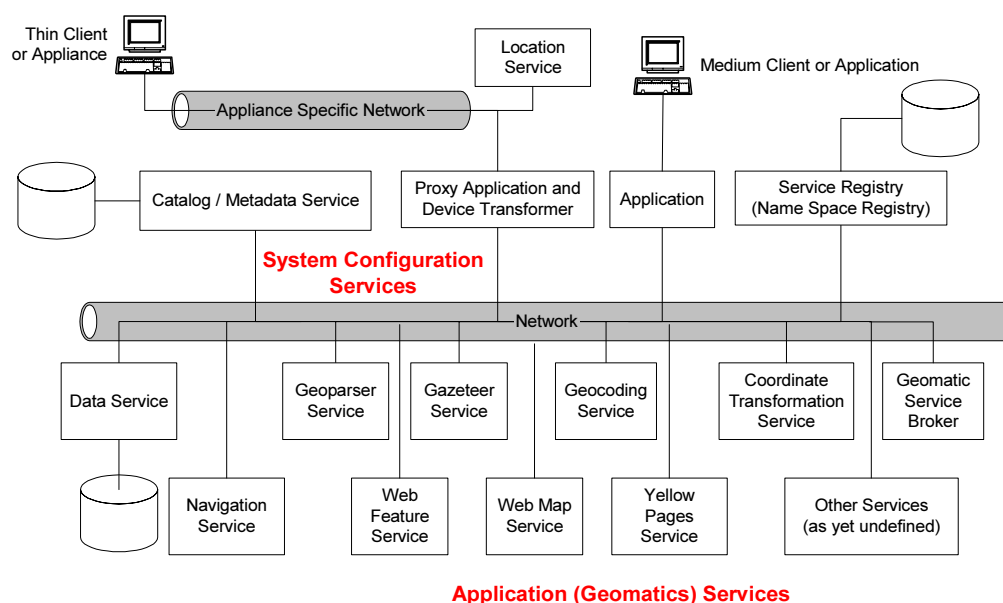 Thin Client
or Appliance
Location
Service
Medium Client or Application
Appliance Specific Network
Catalog / Metadata Service
Proxy Application and
Device Transformer
Application
Service Registry
(Name Space Registry)
System Configuration
Services
Network
Data Service
Geoparser
Service
Gazeteer
Service
Geocoding
Service
Coordinate
Transformation
Service
Geomatic
Service
Broker
Navigation
Service
Web
Feature
Service
Web Map
Service
Yellow
Pages
Service
Other Services
(as yet undefined)
Application (Geomatics) Services